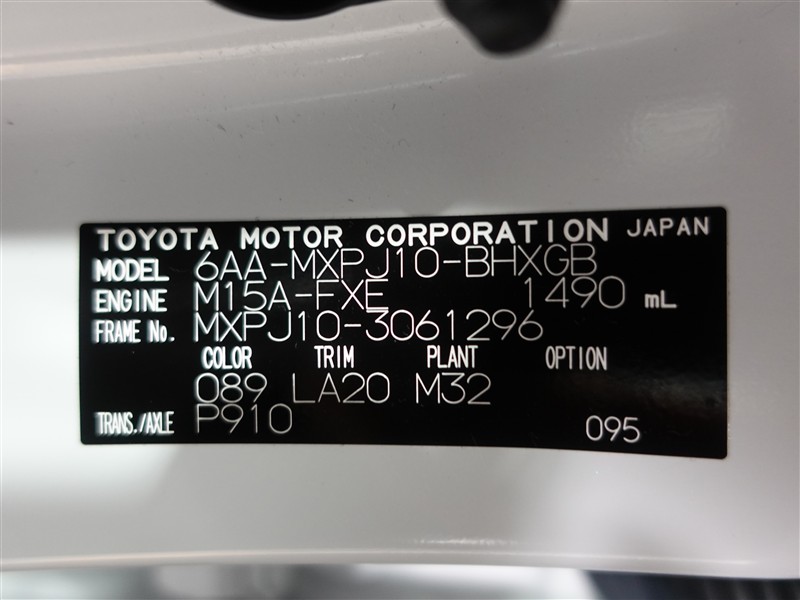 TOYOTA MOTOR CORPORATION JAPAN
MODEL 6AA-MXPJ10-BHXGB
ENGINE M15A-FXE 1490 mL
FRAME No. MXPJ10-3061296
COLOR TRIM PLANT OPTION
089 LA20 M32
TRANS./AXLE P910 095